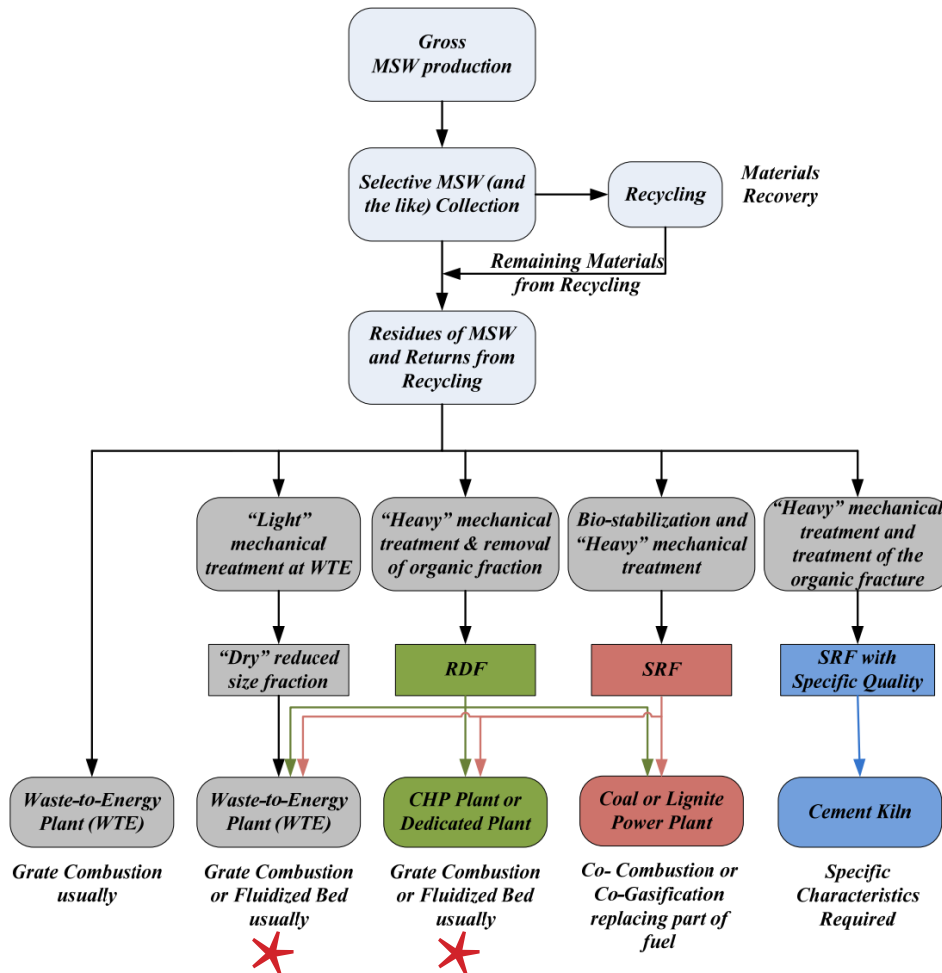 Gross
MSW production
Selective MSW (and
the like) Collection
Recycling
Materials
Recovery
Remaining Materials
from Recycling
Residues of MSW
and Returns from
Recycling
“Light”
mechanical
treatment at WTE
“Heavy” mechanical
treatment & removal
of organic fraction
Bio-stabilization and
“Heavy” mechanical
treatment
“Heavy” mechanical
treatment and
treatment of the
organic fracture
“Dry” reduced
size fraction
RDF
SRF
SRF with
Specific Quality
Waste-to-Energy
Plant (WTE)
Waste-to-Energy
Plant (WTE)
CHP Plant or
Dedicated Plant
Coal or Lignite
Power Plant
Cement Kiln
Grate Combustion
usually
Grate Combustion
or Fluidized Bed
usually
Grate Combustion
or Fluidized Bed
usually
Co- Combustion or
Co-Gasification
replacing part of
fuel
Specific
Characteristics
Required